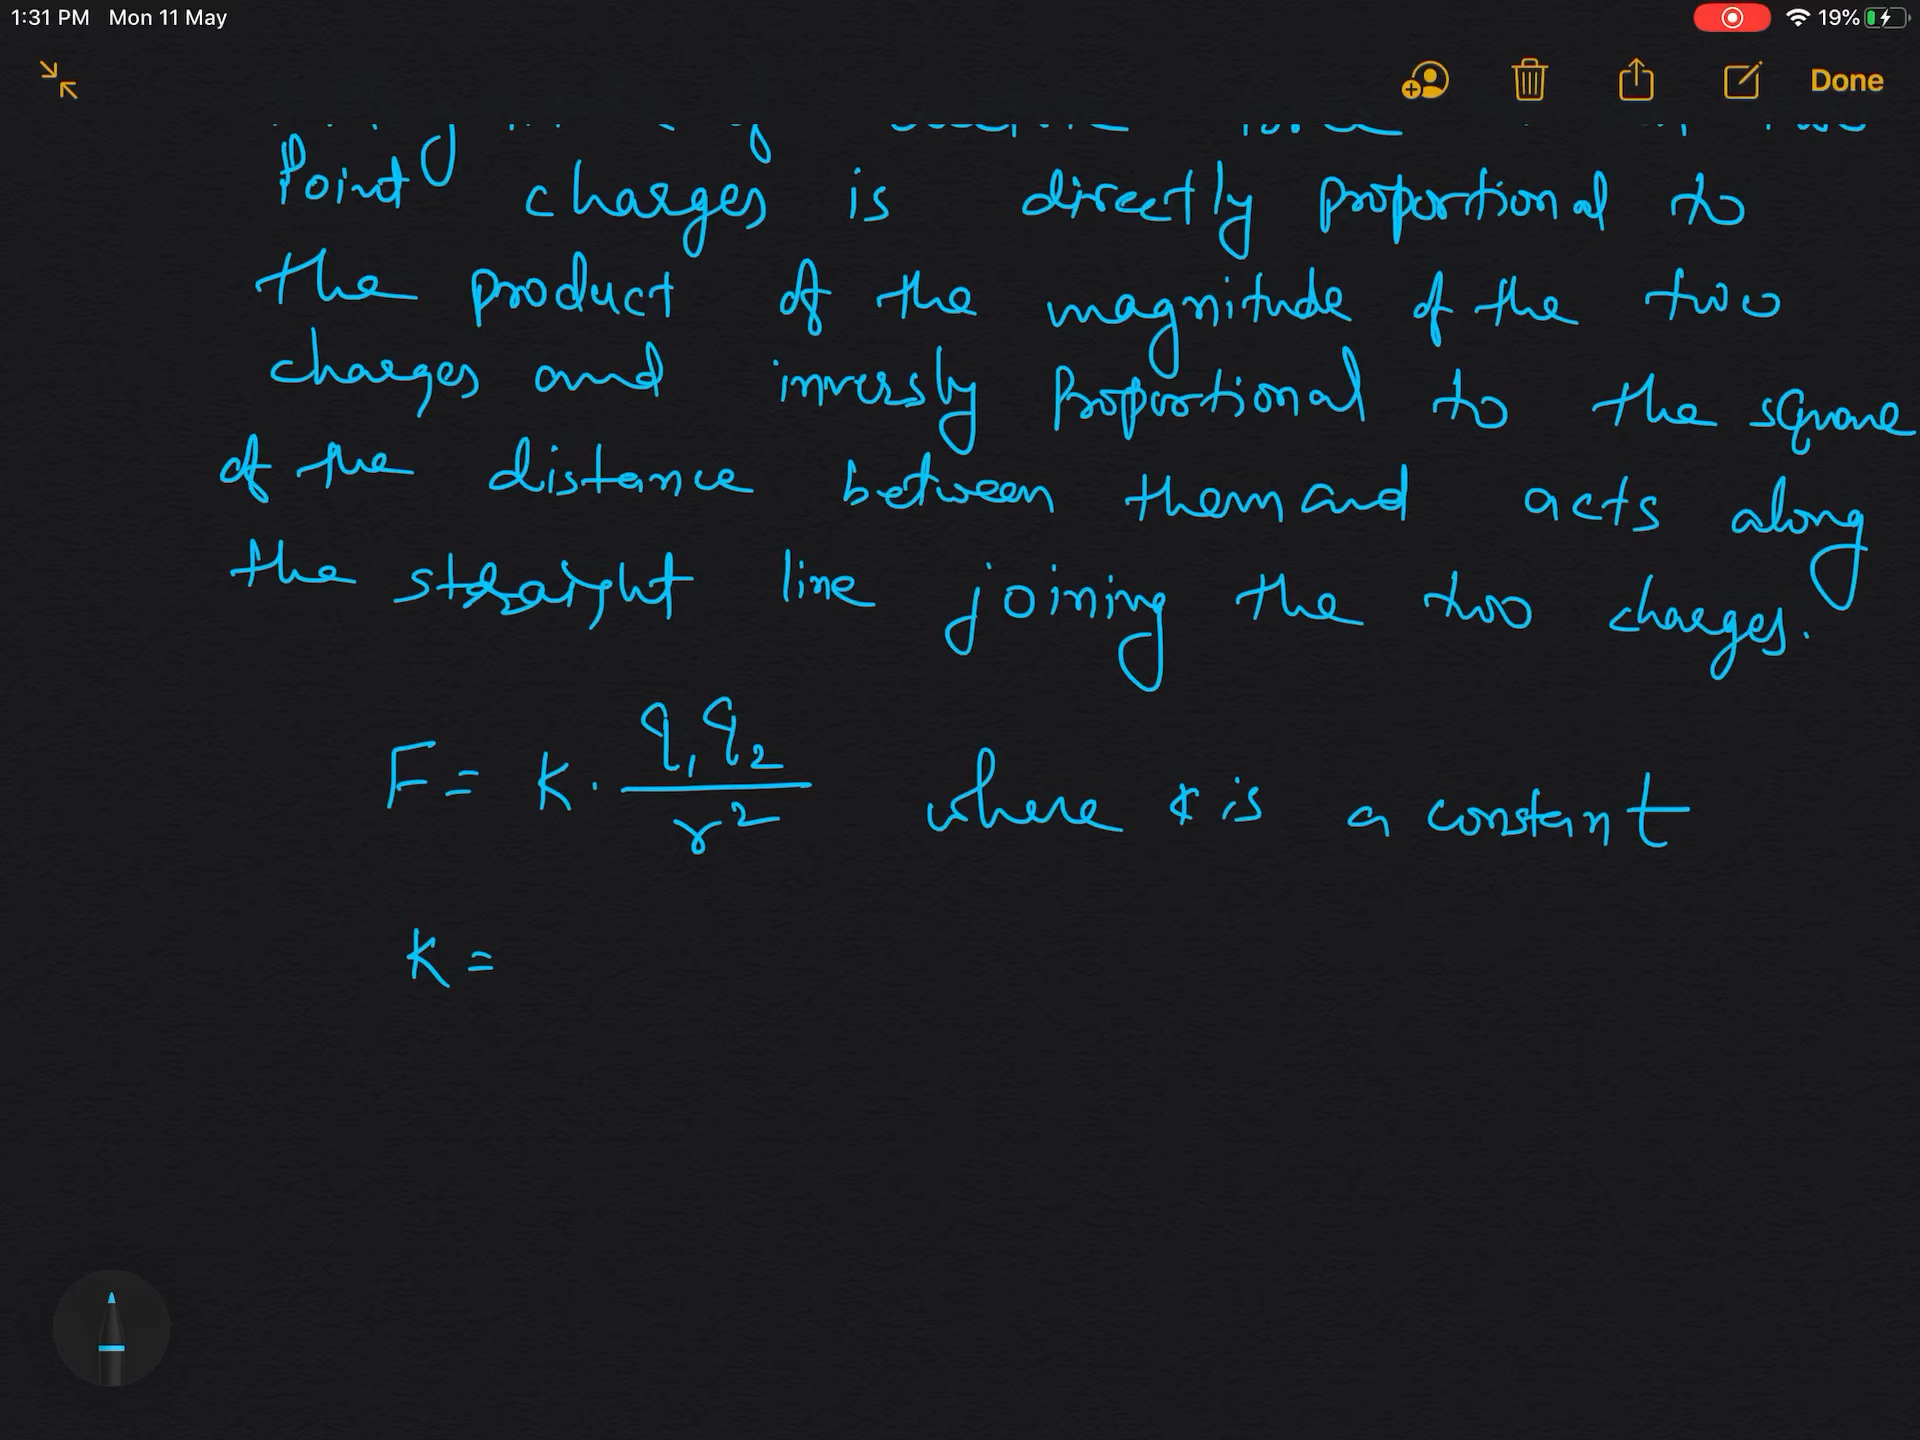 1:31 PM Mon 11 May
19%
Done
Point charges is directly proportional to
the product of the magnitude of the two
charges and inversly Proportional to the square
of the distance between them and acts along
the straight line joining the two charges.
F = K · q₁q₂ / r² where K is a constant
K =